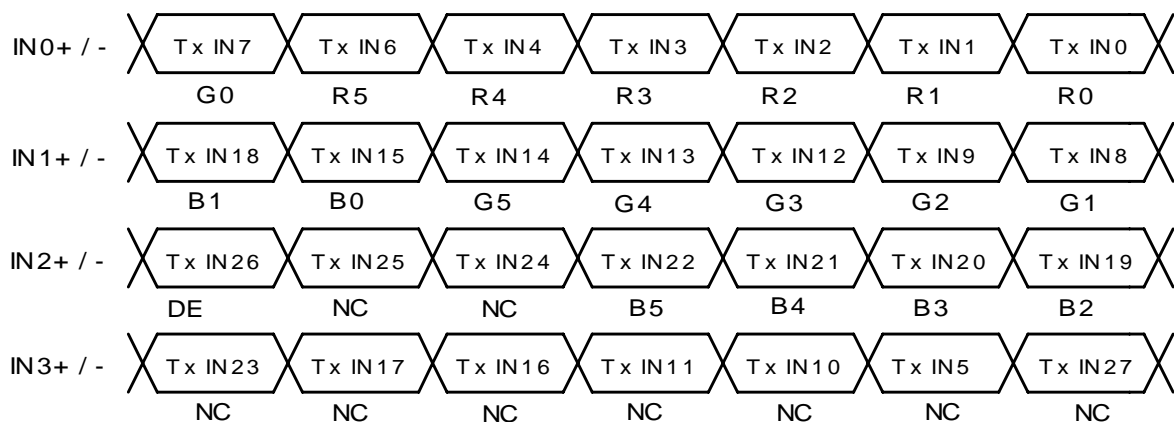 IN0+ / - Tx IN7 Tx IN6 Tx IN4 Tx IN3 Tx IN2 Tx IN1 Tx IN0
G0 R5 R4 R3 R2 R1 R0
IN1+ / - Tx IN18 Tx IN15 Tx IN14 Tx IN13 Tx IN12 Tx IN9 Tx IN8
B1 B0 G5 G4 G3 G2 G1
IN2+ / - Tx IN26 Tx IN25 Tx IN24 Tx IN22 Tx IN21 Tx IN20 Tx IN19
DE NC NC B5 B4 B3 B2
IN3+ / - Tx IN23 Tx IN17 Tx IN16 Tx IN11 Tx IN10 Tx IN5 Tx IN27
NC NC NC NC NC NC NC